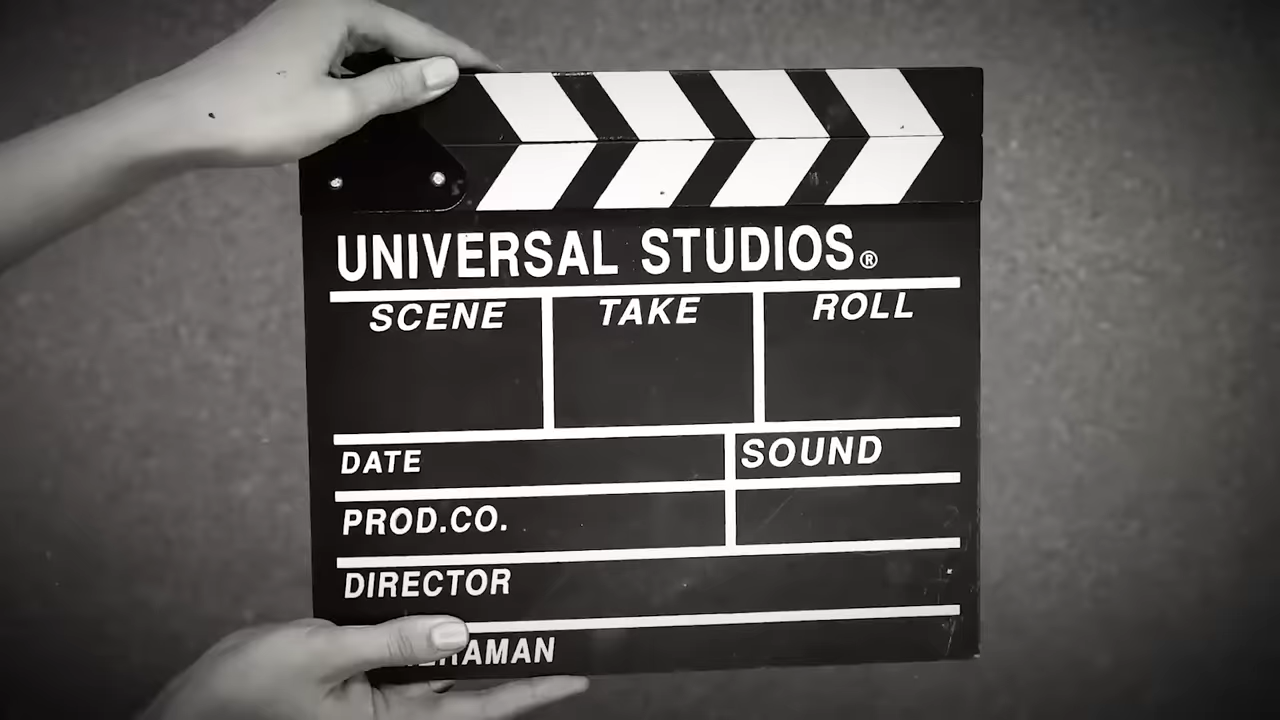 UNIVERSAL STUDIOS®
SCENE TAKE ROLL
DATE SOUND
PROD.CO.
DIRECTOR